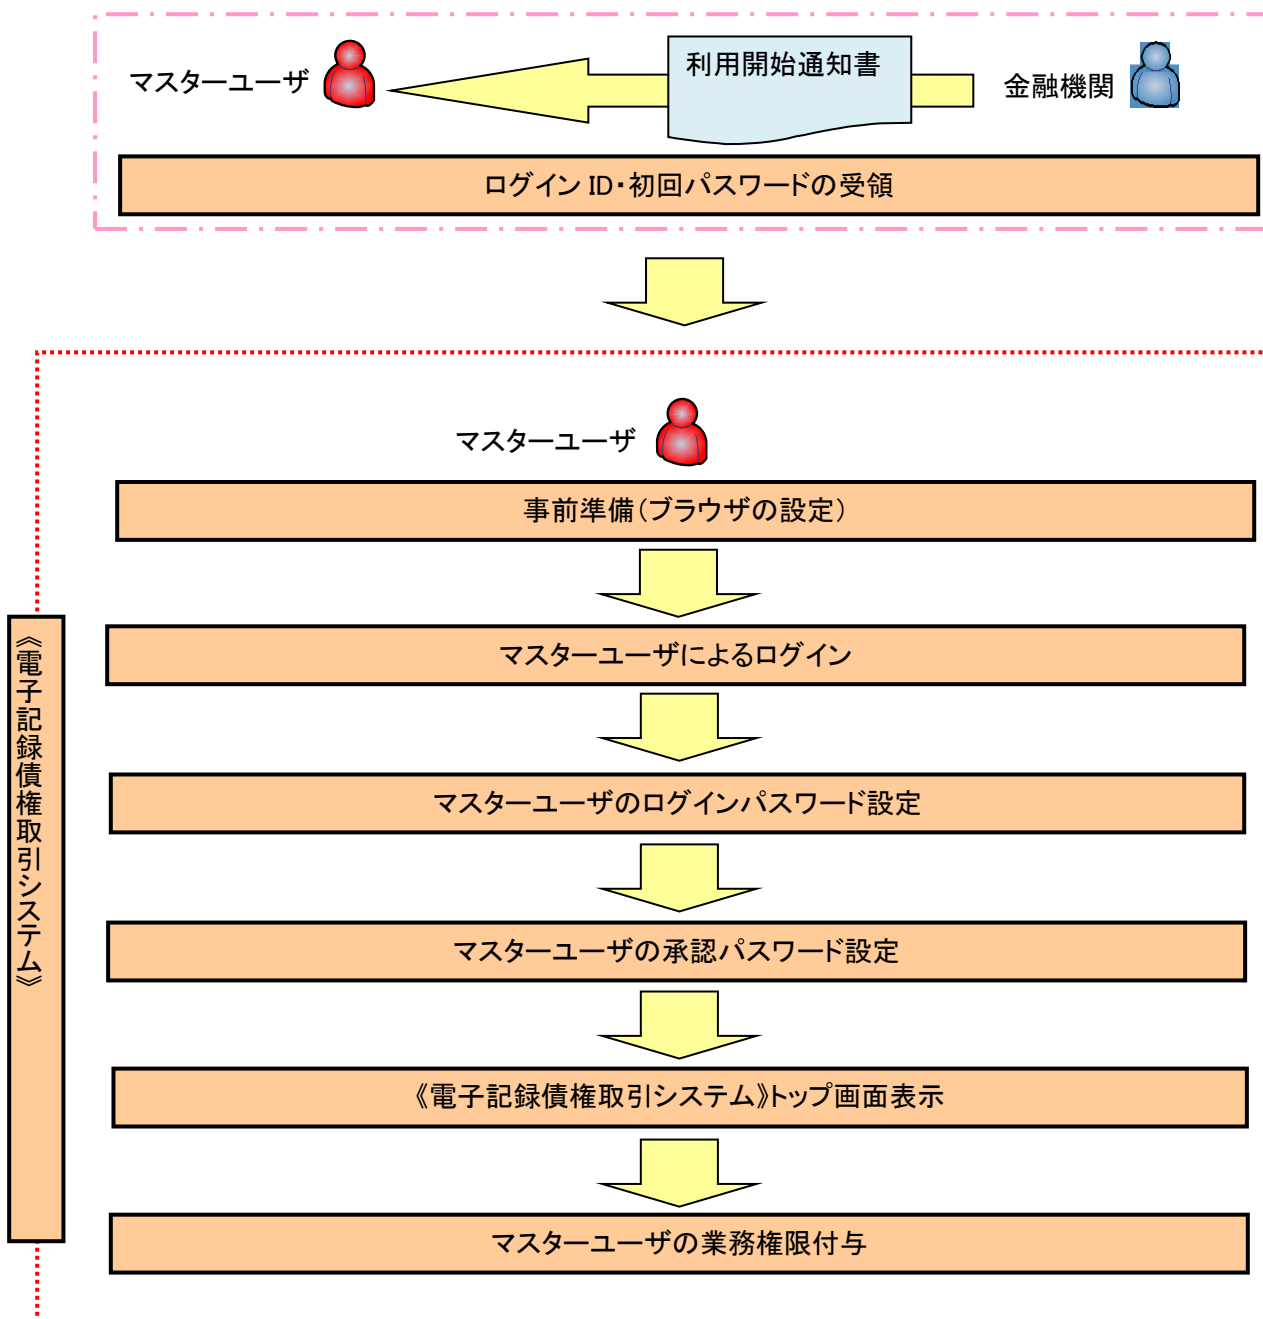 マスターユーザ
利用開始通知書
金融機関
ログイン ID・初回パスワードの受領
マスターユーザ
事前準備(ブラウザの設定)
《電子記録債権取引システム》
マスターユーザによるログイン
マスターユーザのログインパスワード設定
マスターユーザの承認パスワード設定
《電子記録債権取引システム》トップ画面表示
マスターユーザの業務権限付与